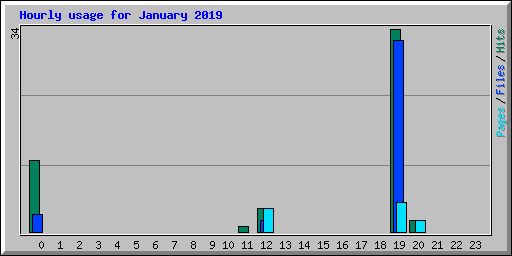 Hourly usage for January 2019
34
Pages/Files/Hits
0 1 2 3 4 5 6 7 8 9 10 11 12 13 14 15 16 17 18 19 20 21 22 23